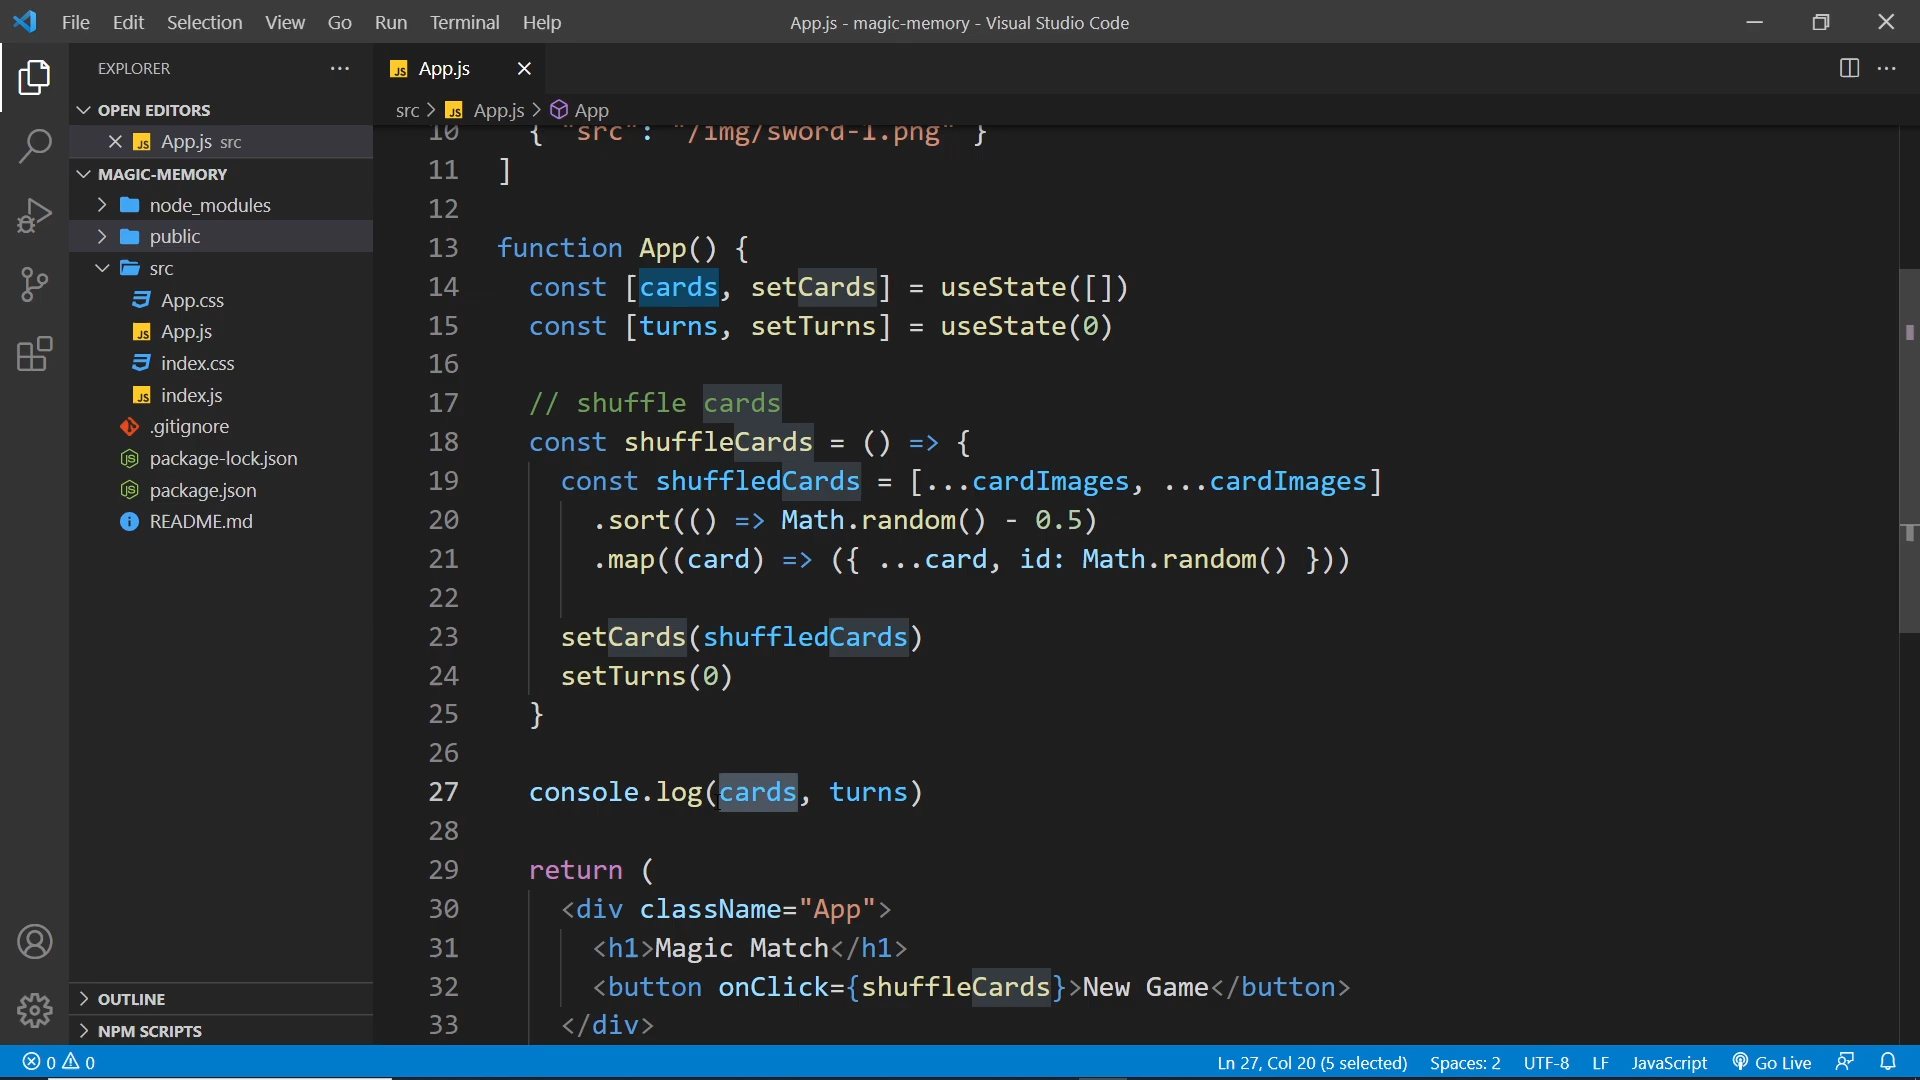 File Edit Selection View Go Run Terminal Help
App.js - magic-memory - Visual Studio Code
EXPLORER
OPEN EDITORS
App.js src
MAGIC-MEMORY
node_modules
public
src
App.css
App.js
index.css
index.js
.gitignore
package-lock.json
package.json
README.md
OUTLINE
NPM SCRIPTS
App.js
src > App.js > App
10 { "src": "/img/sword-1.png" }
11 ]
12
13 function App() {
14 const [cards, setCards] = useState([])
15 const [turns, setTurns] = useState(0)
16
17 // shuffle cards
18 const shuffleCards = () => {
19 const shuffledCards = [...cardImages, ...cardImages]
20 .sort(() => Math.random() - 0.5)
21 .map((card) => ({ ...card, id: Math.random() }))
22
23 setCards(shuffledCards)
24 setTurns(0)
25 }
26
27 console.log(cards, turns)
28
29 return (
30 <div className="App">
31 <h1>Magic Match</h1>
32 <button onClick={shuffleCards}>New Game</button>
33 </div>
0 0
Ln 27, Col 20 (5 selected) Spaces: 2 UTF-8 LF JavaScript Go Live